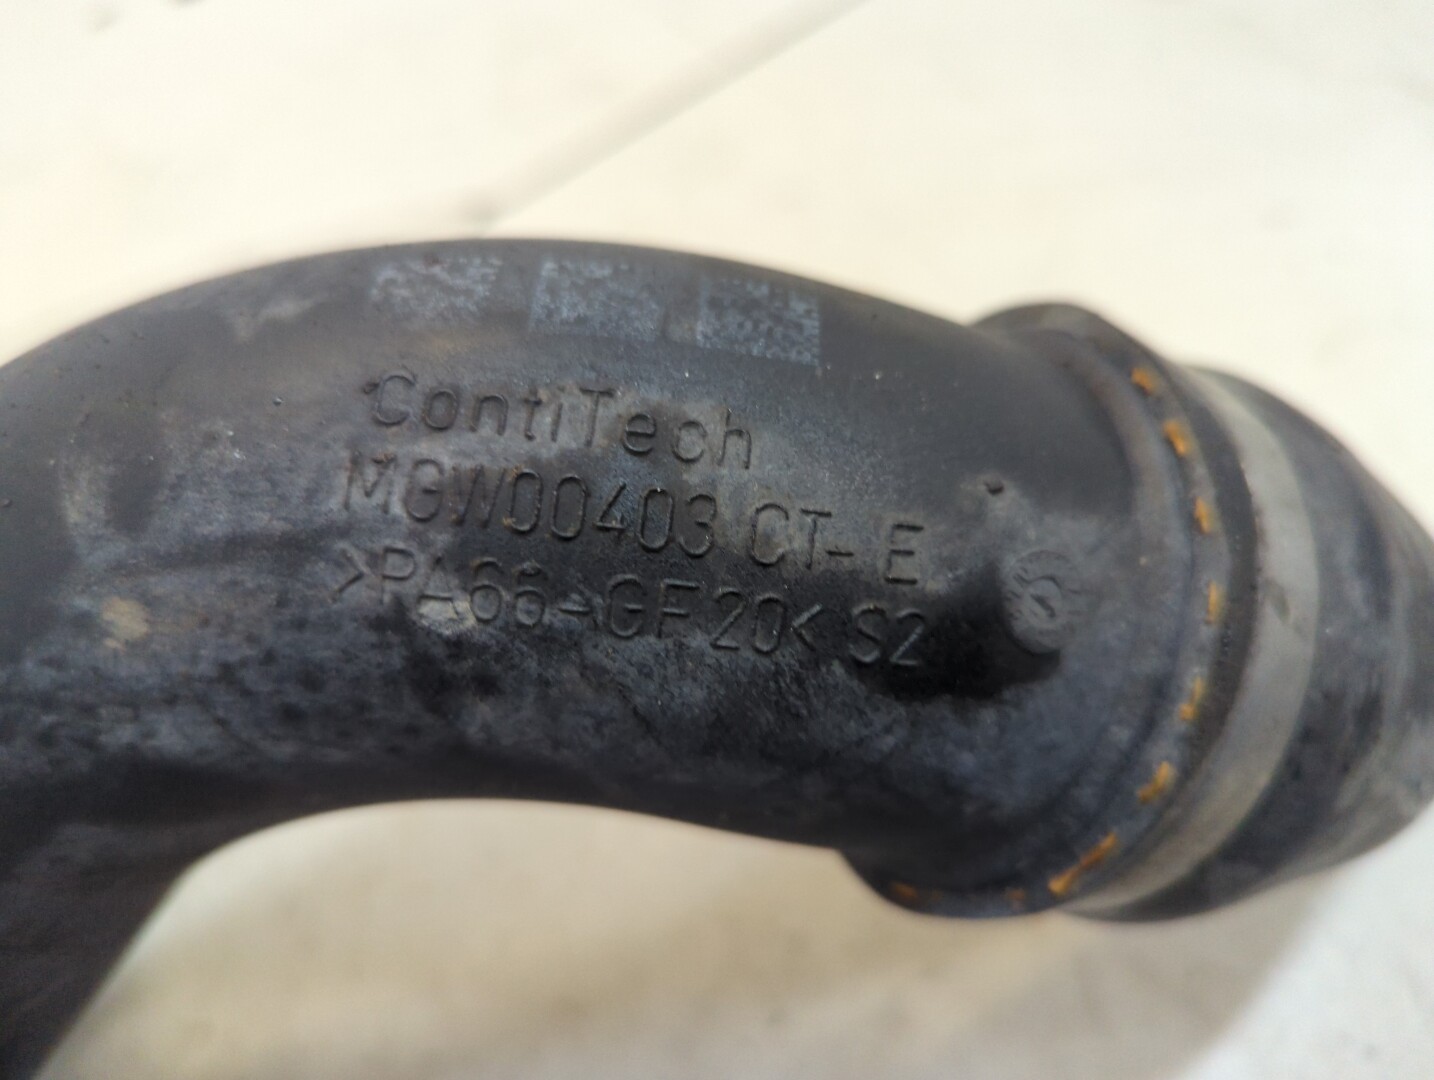 ContiTech
MGW00403 CT-E
>PA66-GF20< S2